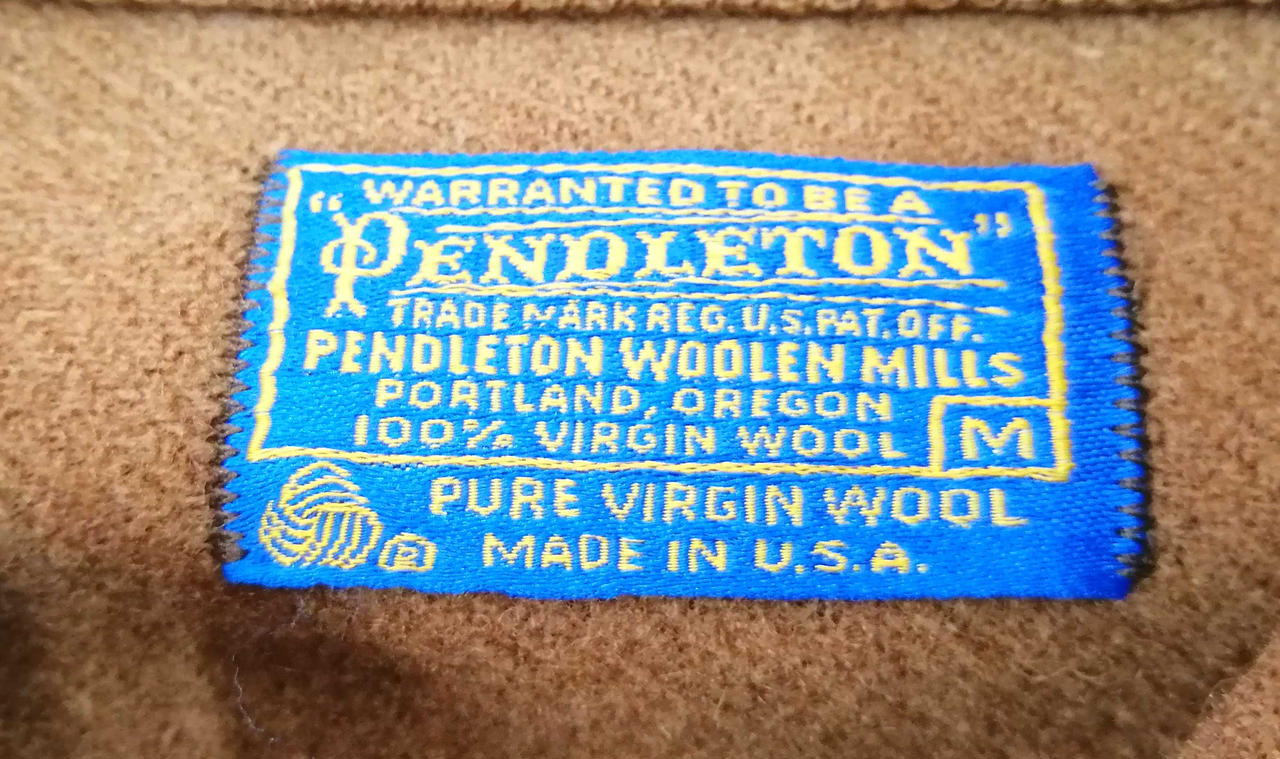 WARRANTED TO BE A
"PENDLETON"
TRADE MARK REG. U.S. PAT. OFF.
PENDLETON WOOLEN MILLS
PORTLAND, OREGON
100% VIRGIN WOOL M
PURE VIRGIN WOOL
R MADE IN U.S.A.